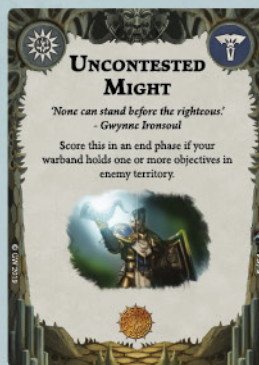 UNCONTESTED
MIGHT
‘None can stand before the righteous.’
- Gwynne Ironsoul
Score this in an end phase if your
warband holds one or more objectives in
enemy territory.
© GW 2019